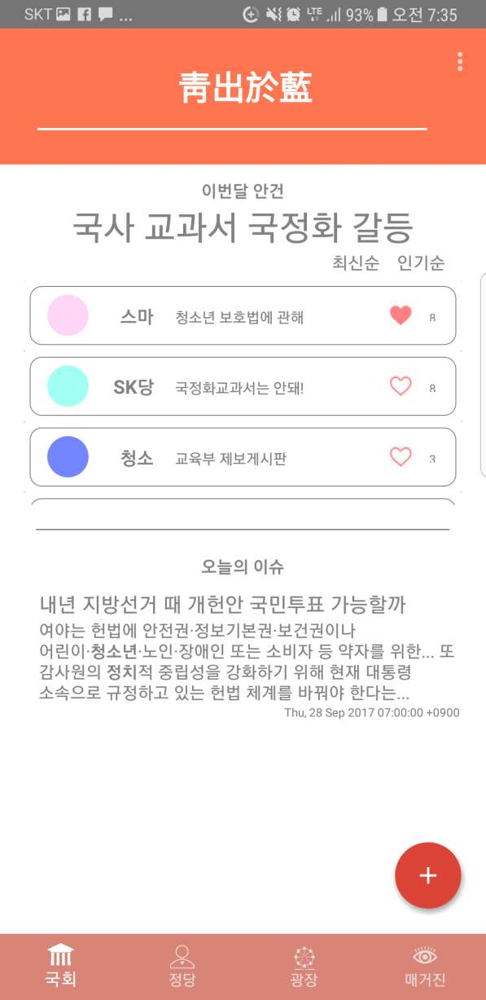 SKT ... LTE 93% 오전 7:35
靑出於藍
이번달 안건
국사 교과서 국정화 갈등
최신순 인기순
스마 청소년 보호법에 관해 8
SK당 국정화교과서는 안돼! 8
청소 교육부 제보게시판 3
오늘의 이슈
내년 지방선거 때 개헌안 국민투표 가능할까
여야는 헌법에 안전권·정보기본권·보건권이나
어린이·청소년·노인·장애인 또는 소비자 등 약자를 위한... 또
감사원의 정치적 중립성을 강화하기 위해 현재 대통령
소속으로 규정하고 있는 헌법 체계를 바꿔야 한다는...
Thu, 28 Sep 2017 07:00:00 +0900
+
국회 정당 광장 매거진